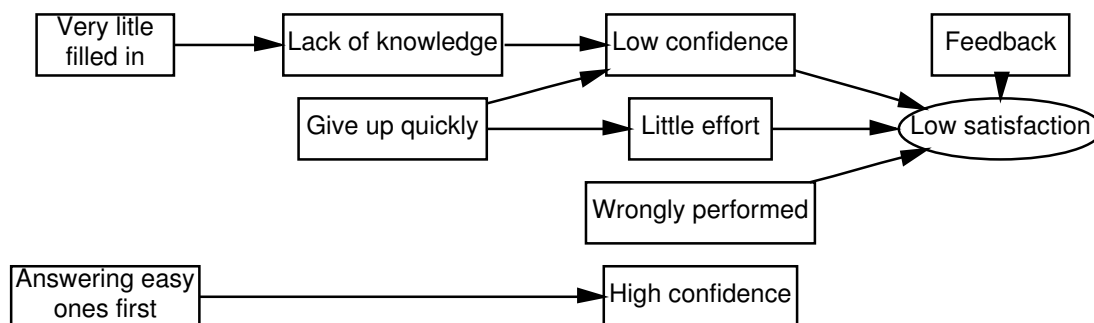 Very litle
filled in
Lack of knowledge
Low confidence
Feedback
Give up quickly
Little effort
Low satisfaction
Wrongly performed
Answering easy
ones first
High confidence